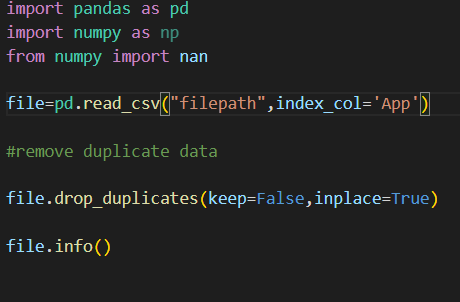 import pandas as pd
import numpy as np
from numpy import nan
file=pd.read_csv("filepath",index_col='App')
#remove duplicate data
file.drop_duplicates(keep=False,inplace=True)
file.info()